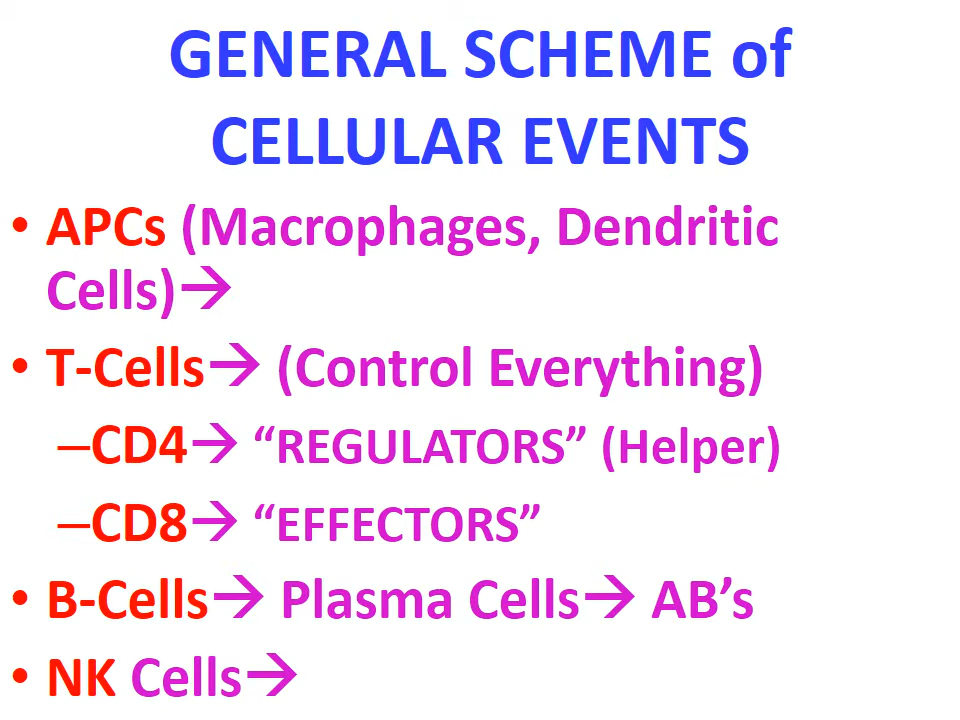 GENERAL SCHEME of
CELLULAR EVENTS
• APCs (Macrophages, Dendritic
Cells)→
• T-Cells→ (Control Everything)
–CD4→ “REGULATORS” (Helper)
–CD8→ “EFFECTORS”
• B-Cells→ Plasma Cells→ AB’s
• NK Cells→